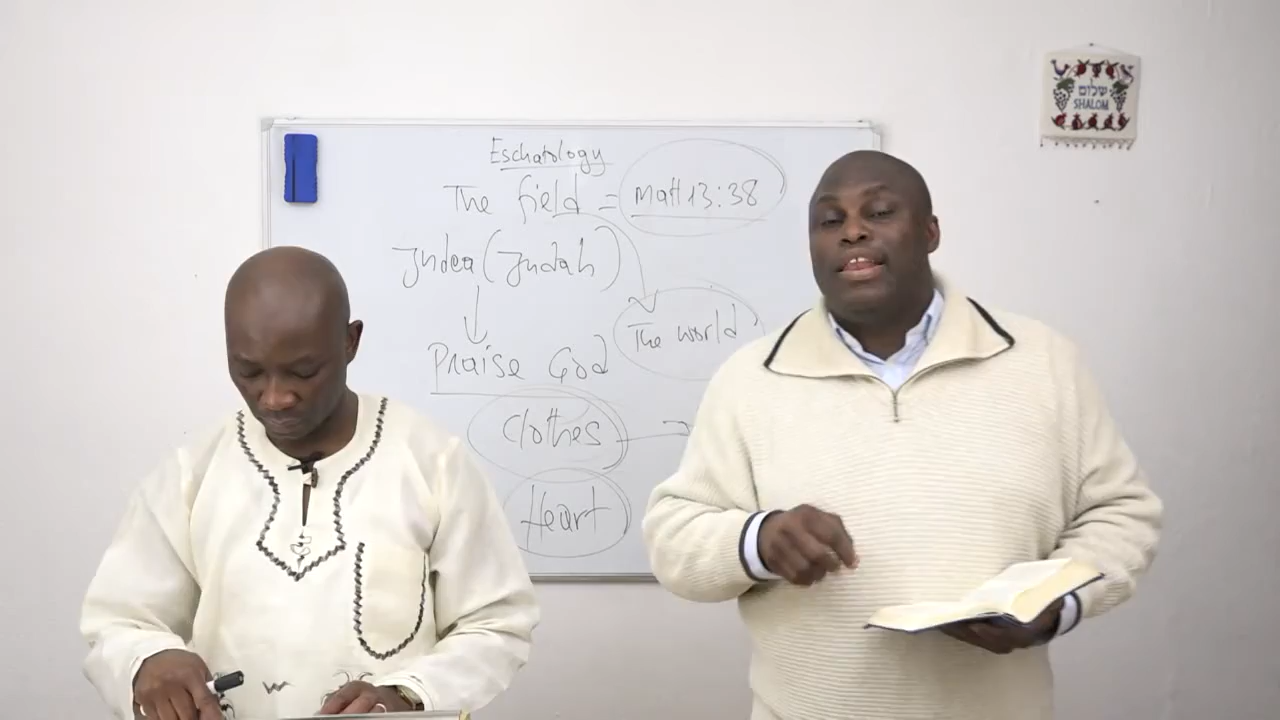 Eschatology
The field = Matt 13:38
Judea (Judah)
The world
Praise God
Clothes
Heart
שלום
SHALOM